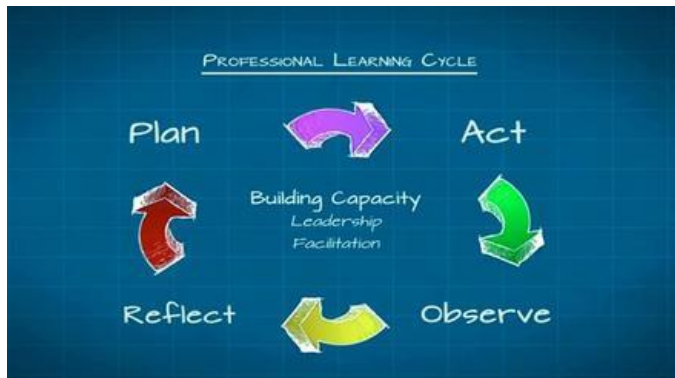 PROFESSIONAL LEARNING CYCLE
Plan
Act
Building Capacity
Leadership
Facilitation
Reflect
Observe